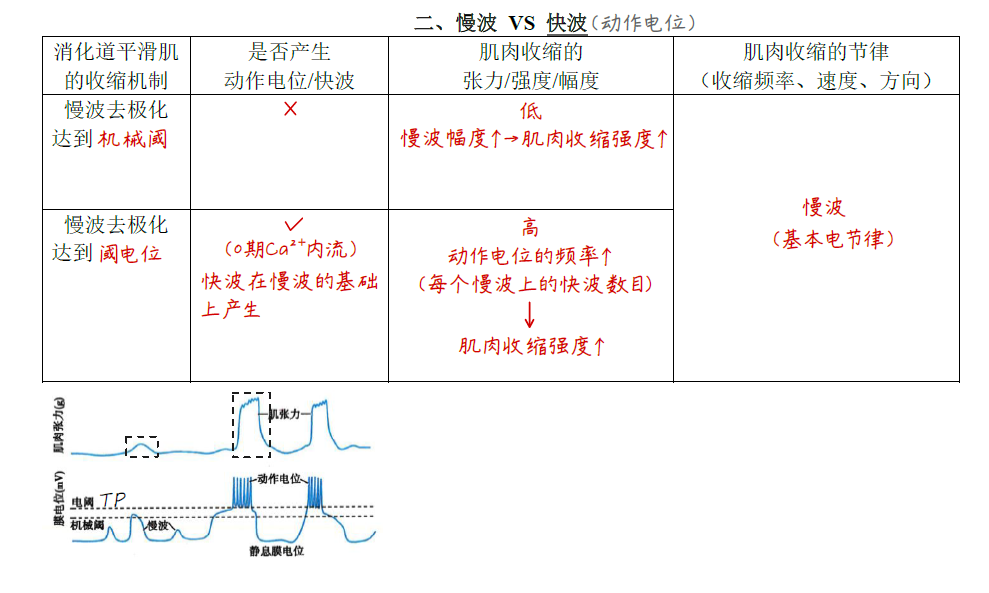 二、慢波 VS 快波(动作电位)
消化道平滑肌
的收缩机制
是否产生
动作电位/快波
肌肉收缩的
张力/强度/幅度
肌肉收缩的节律
（收缩频率、速度、方向）
慢波去极化
达到 机械阈
×
低
慢波幅度↑→肌肉收缩强度↑
慢波
(基本电节律)
慢波去极化
达到 阈电位
✓
(0期Ca²⁺内流)
快波在慢波的基础
上产生
高
动作电位的频率↑
(每个慢波上的快波数目)
↓
肌肉收缩强度↑
肌肉张力(g)
肌张力
膜电位(mV)
动作电位
电阈 TP
机械阈
慢波
静息膜电位